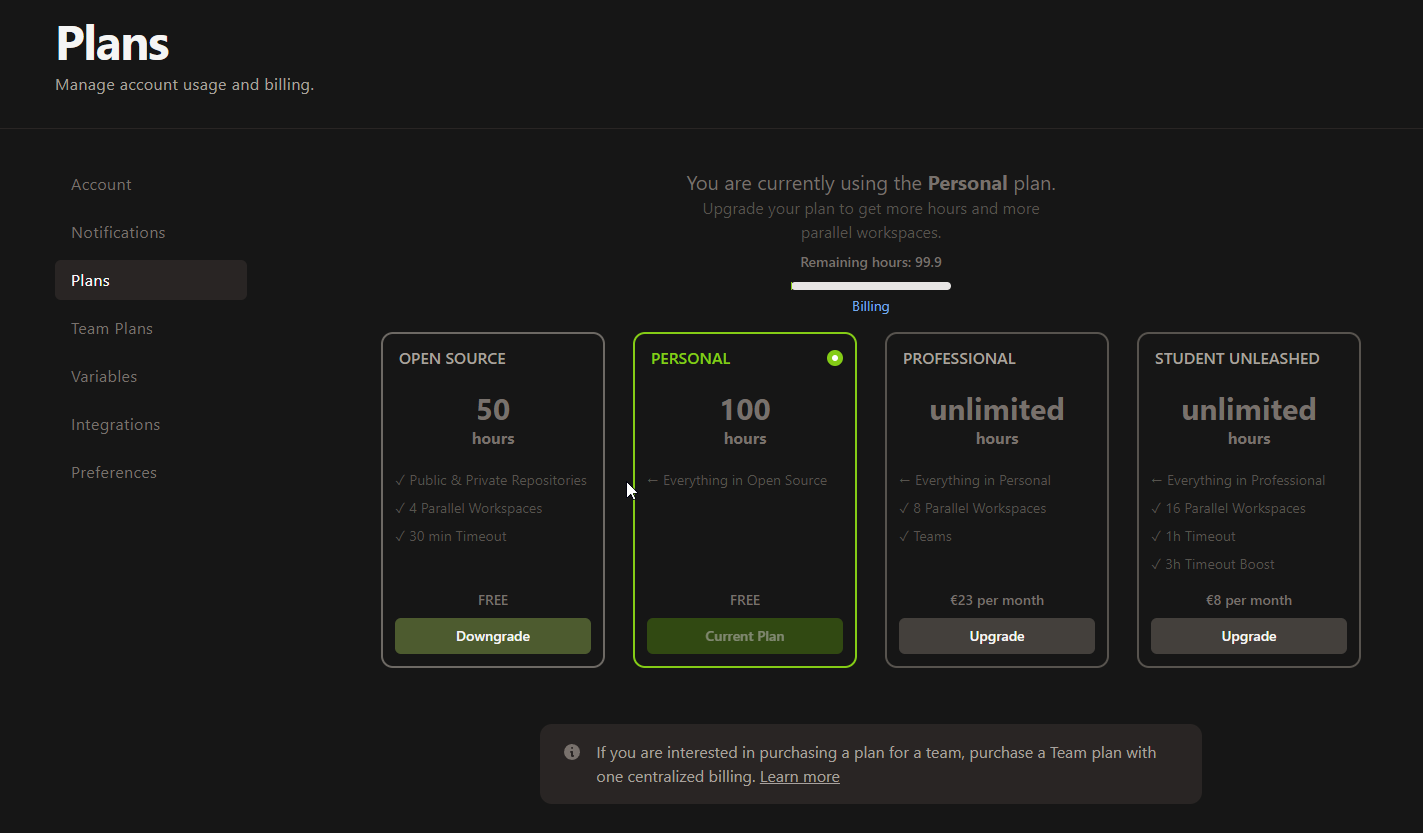 Plans
Manage account usage and billing.
Account
Notifications
Plans
Team Plans
Variables
Integrations
Preferences
You are currently using the Personal plan.
Upgrade your plan to get more hours and more
parallel workspaces.
Remaining hours: 99.9
Billing
OPEN SOURCE
50
hours
✓ Public & Private Repositories
✓ 4 Parallel Workspaces
✓ 30 min Timeout
FREE
Downgrade
PERSONAL
100
hours
← Everything in Open Source
FREE
Current Plan
PROFESSIONAL
unlimited
hours
← Everything in Personal
✓ 8 Parallel Workspaces
✓ Teams
€23 per month
Upgrade
STUDENT UNLEASHED
unlimited
hours
← Everything in Professional
✓ 16 Parallel Workspaces
✓ 1h Timeout
✓ 3h Timeout Boost
€8 per month
Upgrade
If you are interested in purchasing a plan for a team, purchase a Team plan with
one centralized billing. Learn more